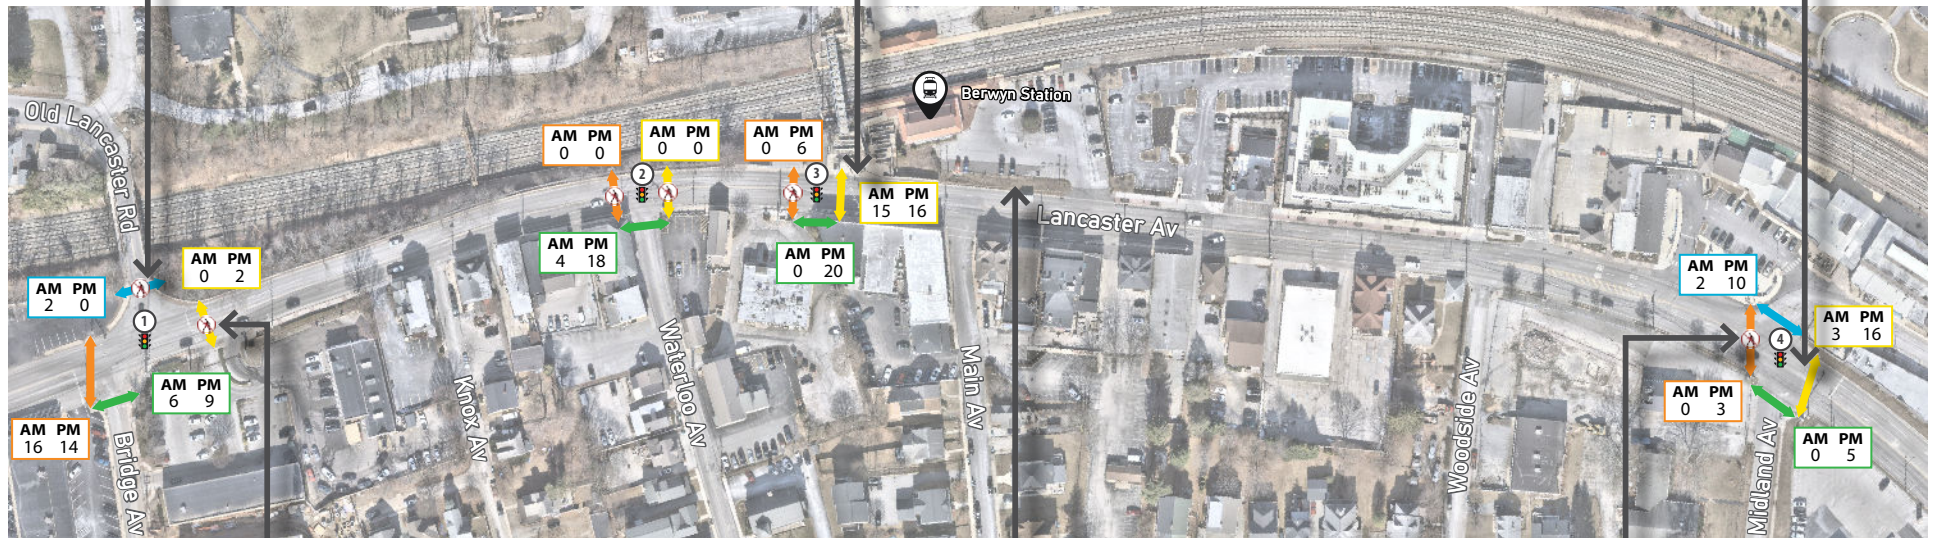 Old Lancaster Rd
Berwyn Station
AM PM
0 0
AM PM
0 0
AM PM
0 6
2
3
AM PM
15 16
Lancaster Av
AM PM
4 18
AM PM
0 20
AM PM
0 2
AM PM
2 0
1
AM PM
2 10
AM PM
3 16
4
AM PM
6 9
AM PM
16 14
AM PM
0 3
AM PM
0 5
Bridge Av
Knox Av
Waterloo Av
Main Av
Woodside Av
Midland Av